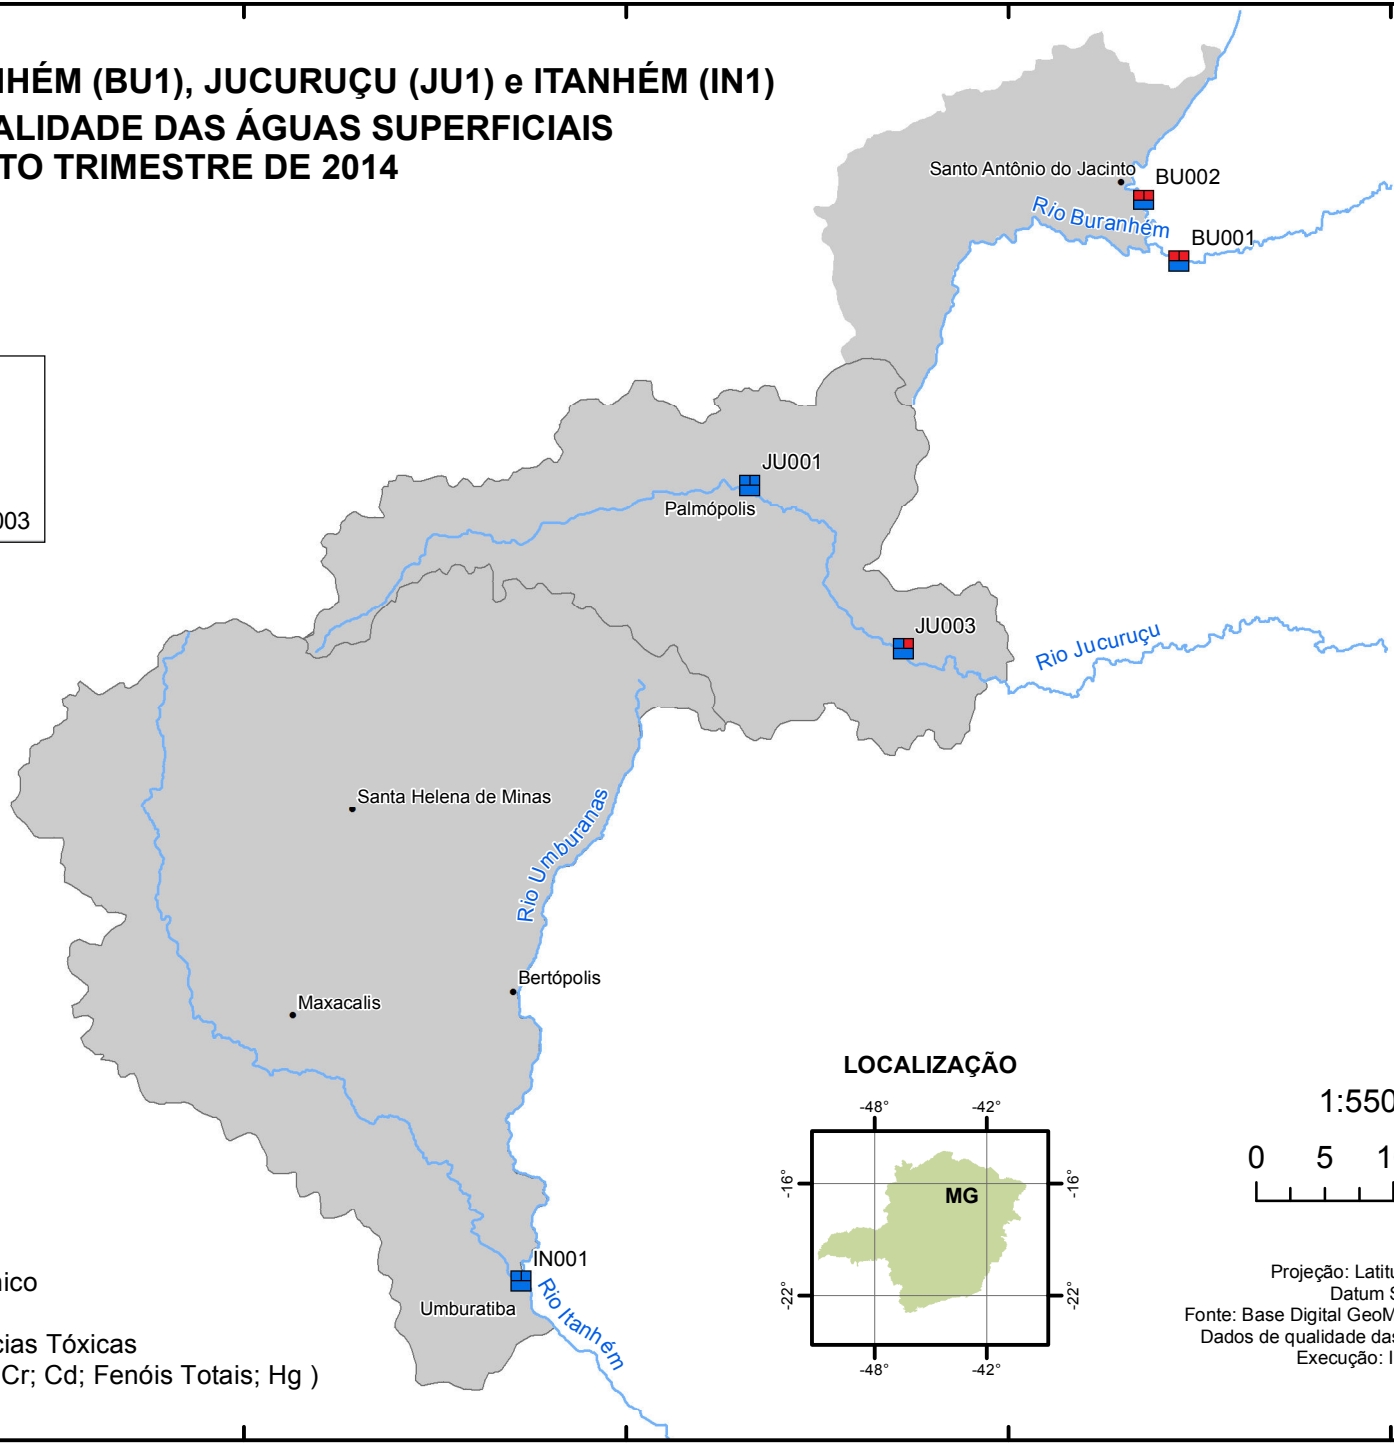 NHÉM (BU1), JUCURUÇU (JU1) e ITANHÉM (IN1)
ALIDADE DAS ÁGUAS SUPERFICIAIS
TO TRIMESTRE DE 2014
Santo Antônio do Jacinto
BU002
Rio Buranhém
BU001
003
JU001
Palmópolis
JU003
Rio Jucuruçu
Santa Helena de Minas
Rio Umburanas
Bertópolis
Maxacalis
IN001
Umburatiba
Rio Itanhém
nico
cias Tóxicas
Cr; Cd; Fenóis Totais; Hg )
LOCALIZAÇÃO
-48° -42°
-16° -16°
MG
-22° -22°
-48° -42°
1:550
0 5 1
Projeção: Latitu
Datum S
Fonte: Base Digital GeoM
Dados de qualidade das
Execução: I